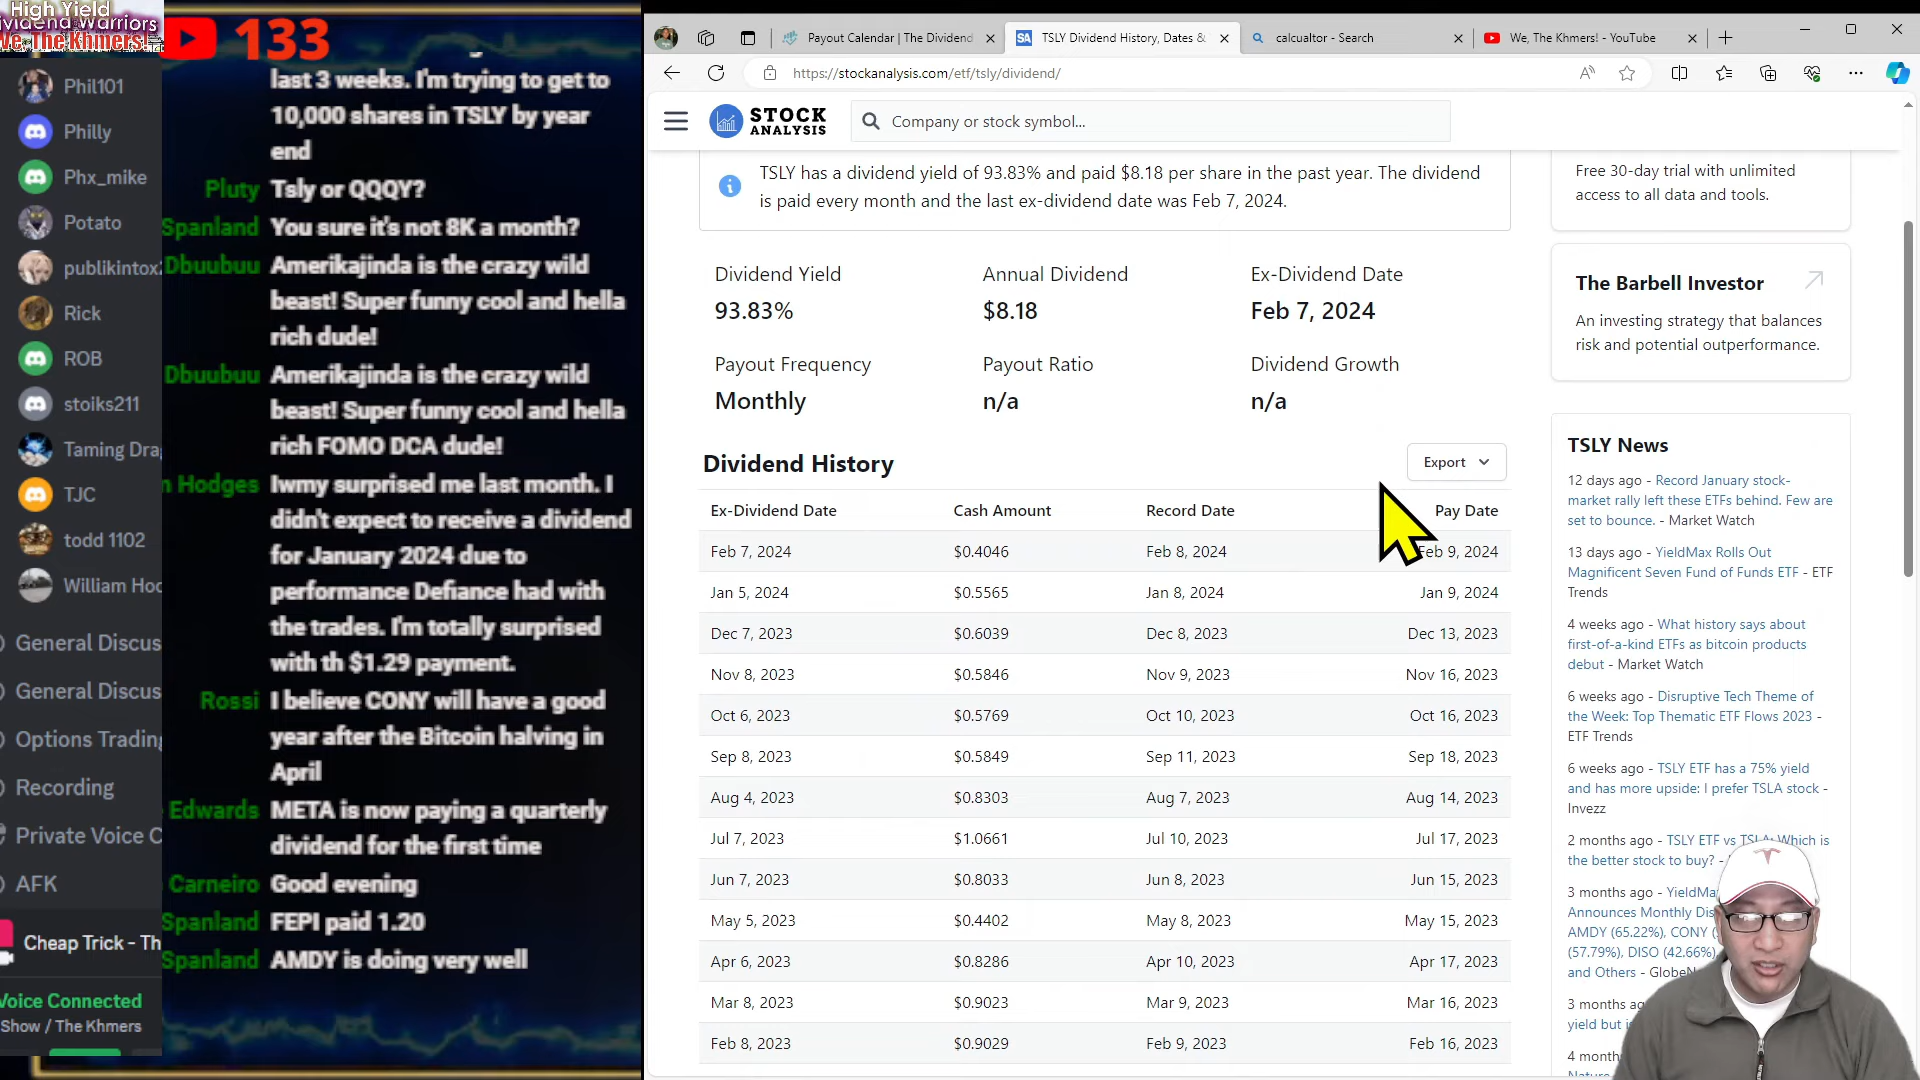 High Yield
Dividend Warriors
We, The Khmers!
133
Phil101
Philly
Phx_mike
Potato
publikintox
Rick
ROB
stoiks211
Taming Dra
TJC
todd 1102
William Ho
General Discus
General Discus
Options Trading
Recording
Private Voice C
AFK
Cheap Trick - Th
Voice Connected
Show / The Khmers
last 3 weeks. I'm trying to get to
10,000 shares in TSLY by year
end
Pluty Tsly or QQQY?
Spanland You sure it's not 8K a month?
Dbuubuu Amerikajinda is the crazy wild
beast! Super funny cool and hella
rich dude!
Dbuubuu Amerikajinda is the crazy wild
beast! Super funny cool and hella
rich FOMO DCA dude!
Hodges Iwmy surprised me last month. I
didn't expect to receive a dividend
for January 2024 due to
performance Defiance had with
the trades. I'm totally surprised
with th $1.29 payment.
Rossi I believe CONY will have a good
year after the Bitcoin halving in
April
Edwards META is now paying a quarterly
dividend for the first time
Carneiro Good evening
Spanland FEPI paid 1.20
Spanland AMDY is doing very well
Payout Calendar | The Dividend
SA TSLY Dividend History, Dates &
calcualtor - Search
We, The Khmers! - YouTube
https://stockanalysis.com/etf/tsly/dividend/
STOCK
ANALYSIS
Company or stock symbol...
TSLY has a dividend yield of 93.83% and paid $8.18 per share in the past year. The dividend
is paid every month and the last ex-dividend date was Feb 7, 2024.
Dividend Yield Annual Dividend Ex-Dividend Date
93.83% $8.18 Feb 7, 2024
Payout Frequency Payout Ratio Dividend Growth
Monthly n/a n/a
Dividend History
Export
Ex-Dividend Date Cash Amount Record Date Pay Date
Feb 7, 2024 $0.4046 Feb 8, 2024 Feb 9, 2024
Jan 5, 2024 $0.5565 Jan 8, 2024 Jan 9, 2024
Dec 7, 2023 $0.6039 Dec 8, 2023 Dec 13, 2023
Nov 8, 2023 $0.5846 Nov 9, 2023 Nov 16, 2023
Oct 6, 2023 $0.5769 Oct 10, 2023 Oct 16, 2023
Sep 8, 2023 $0.5849 Sep 11, 2023 Sep 18, 2023
Aug 4, 2023 $0.8303 Aug 7, 2023 Aug 14, 2023
Jul 7, 2023 $1.0661 Jul 10, 2023 Jul 17, 2023
Jun 7, 2023 $0.8033 Jun 8, 2023 Jun 15, 2023
May 5, 2023 $0.4402 May 8, 2023 May 15, 2023
Apr 6, 2023 $0.8286 Apr 10, 2023 Apr 17, 2023
Mar 8, 2023 $0.9023 Mar 9, 2023 Mar 16, 2023
Feb 8, 2023 $0.9029 Feb 9, 2023 Feb 16, 2023
Free 30-day trial with unlimited
access to all data and tools.
The Barbell Investor
An investing strategy that balances
risk and potential outperformance.
TSLY News
12 days ago - Record January stock-
market rally left these ETFs behind. Few are
set to bounce. - Market Watch
13 days ago - YieldMax Rolls Out
Magnificent Seven Fund of Funds ETF - ETF
Trends
4 weeks ago - What history says about
first-of-a-kind ETFs as bitcoin products
debut - Market Watch
6 weeks ago - Disruptive Tech Theme of
the Week: Top Thematic ETF Flows 2023 -
ETF Trends
6 weeks ago - TSLY ETF has a 75% yield
and has more upside: I prefer TSLA stock -
Invezz
2 months ago - TSLY ETF vs TSLA: Which is
the better stock to buy? -
3 months ago - YieldMa
Announces Monthly Dis
AMDY (65.22%), CONY (
(57.79%), DISO (42.66%)
and Others - GlobeN
3 months ag
yield but i
4 month